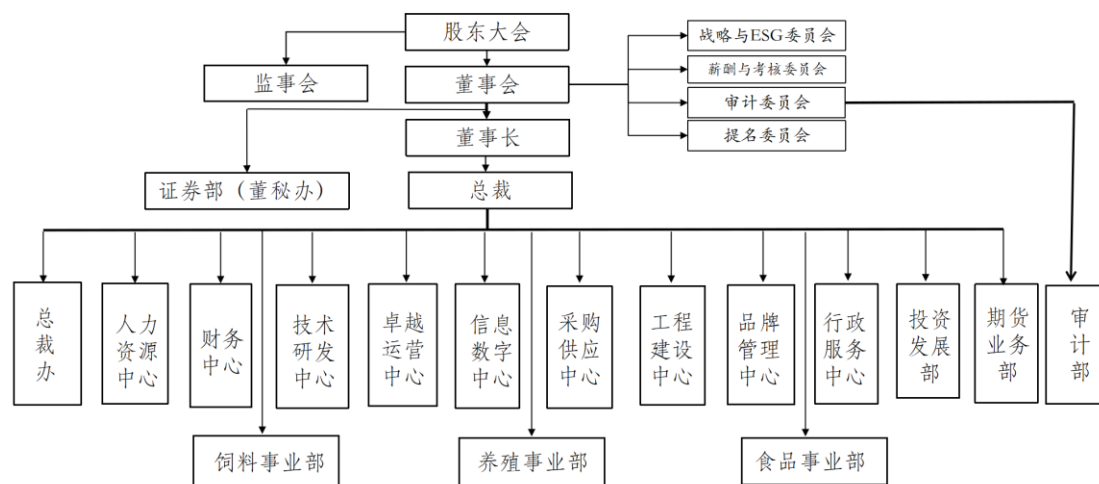 股东大会
战略与ESG委员会
监事会
董事会
薪酬与考核委员会
审计委员会
董事长
提名委员会
证券部（董秘办）
总裁
总
裁
办
人力
资源
中心
财务
中心
技术
研发
中心
卓越
运营
中心
信息
数字
中心
采购
供应
中心
工程
建设
中心
品牌
管理
中心
行政
服务
中心
投资
发展
部
期货
业务
部
审
计
部
饲料事业部
养殖事业部
食品事业部